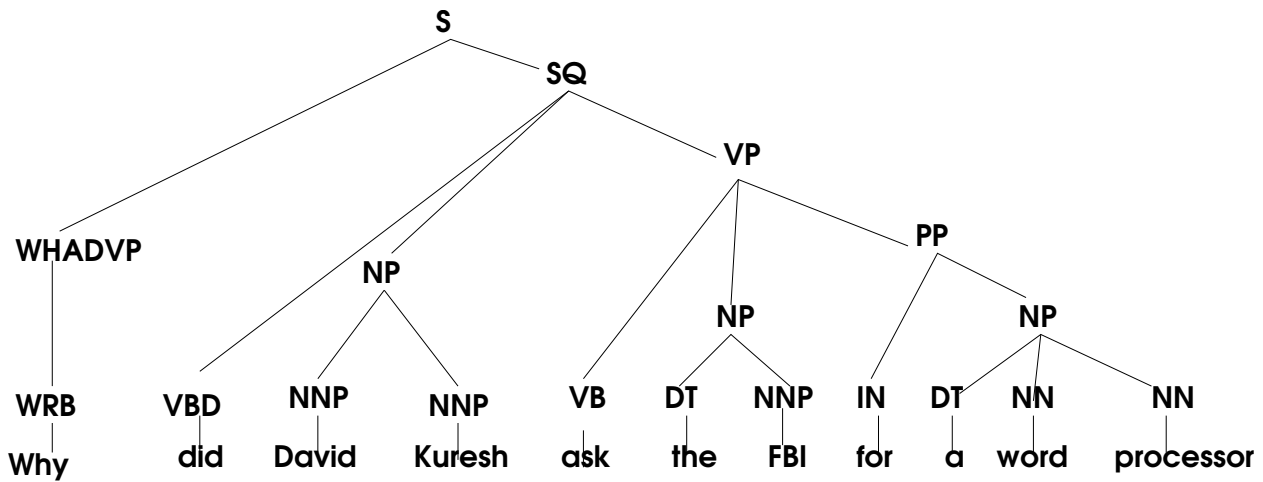 S
SQ
VP
WHADVP
PP
NP
NP
NP
WRB VBD NNP NNP VB DT NNP IN DT NN NN
Why did David Kuresh ask the FBI for a word processor